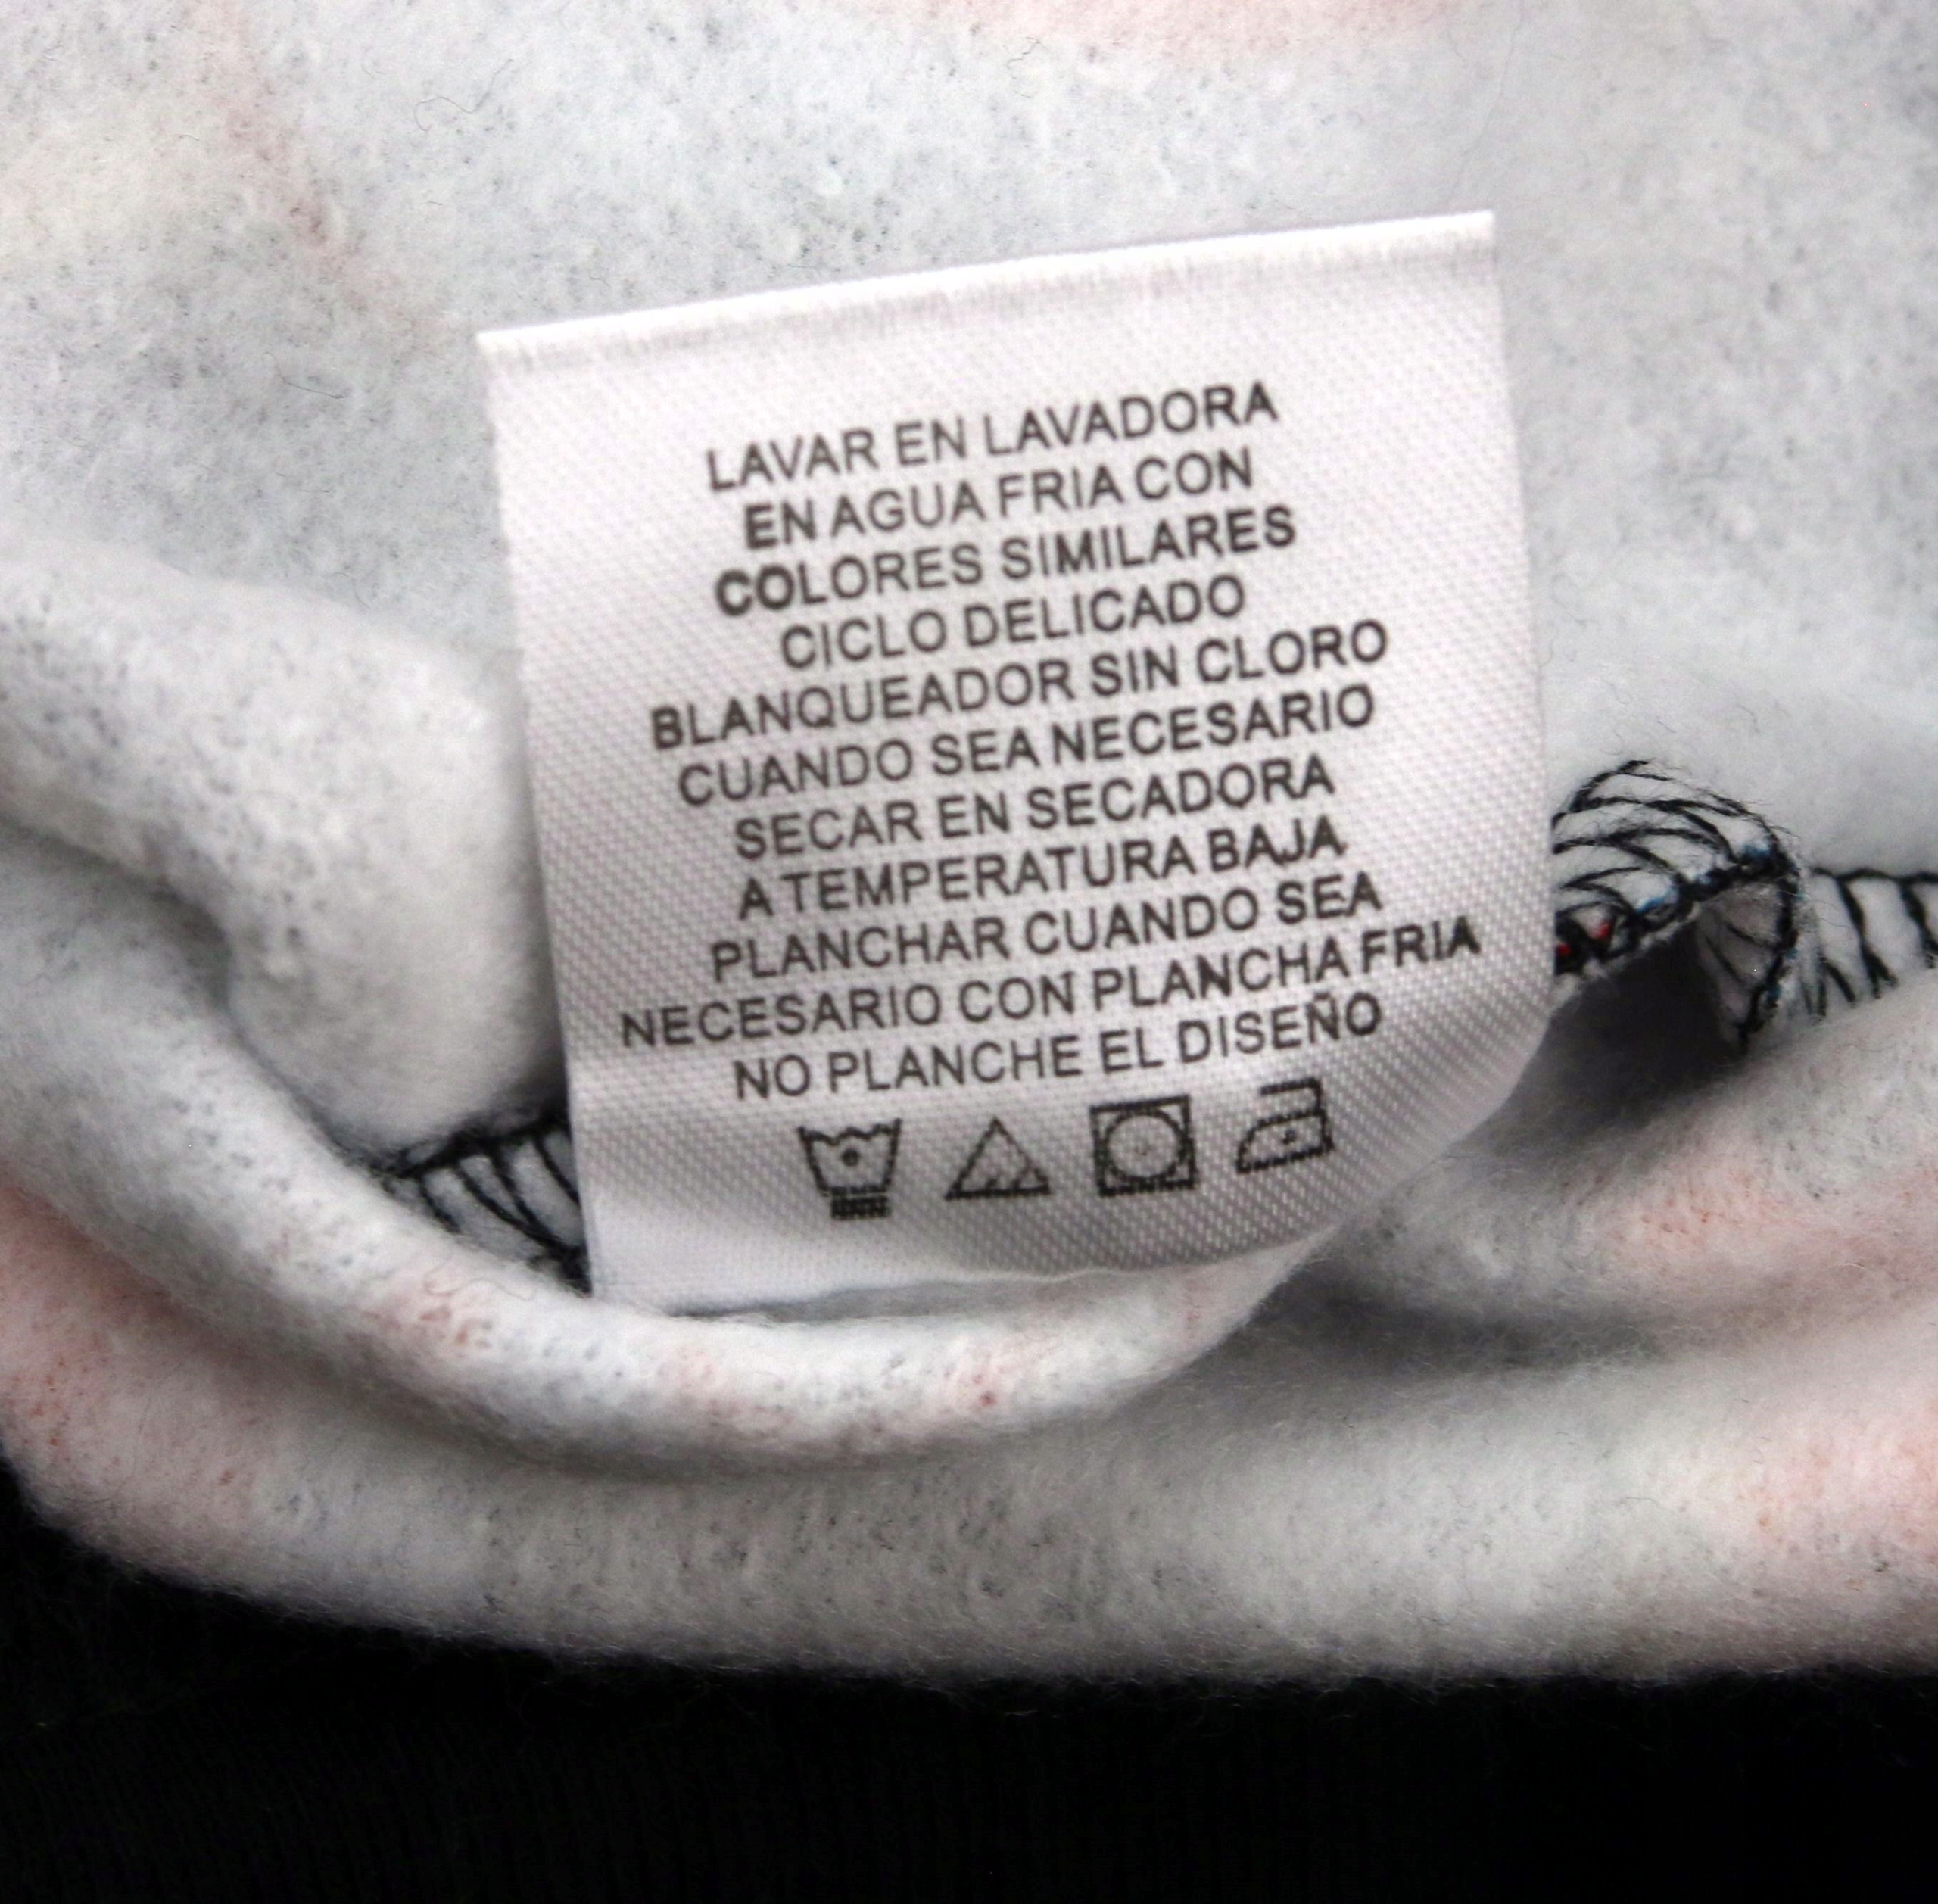 LAVAR EN LAVADORA
EN AGUA FRIA CON
COLORES SIMILARES
CICLO DELICADO
BLANQUEADOR SIN CLORO
CUANDO SEA NECESARIO
SECAR EN SECADORA
A TEMPERATURA BAJA
PLANCHAR CUANDO SEA
NECESARIO CON PLANCHA FRIA
NO PLANCHE EL DISEÑO